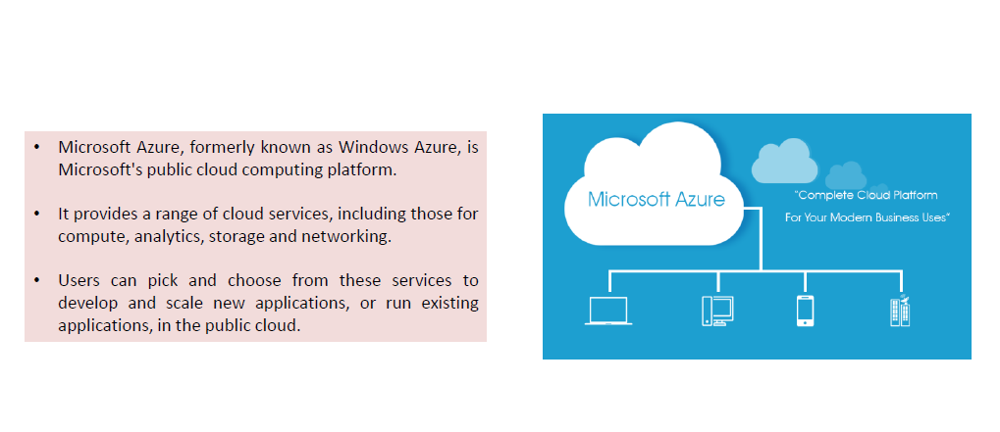 • Microsoft Azure, formerly known as Windows Azure, is
Microsoft's public cloud computing platform.
• It provides a range of cloud services, including those for
compute, analytics, storage and networking.
• Users can pick and choose from these services to
develop and scale new applications, or run existing
applications, in the public cloud.
Microsoft Azure
“Complete Cloud Platform
For Your Modern Business Uses”